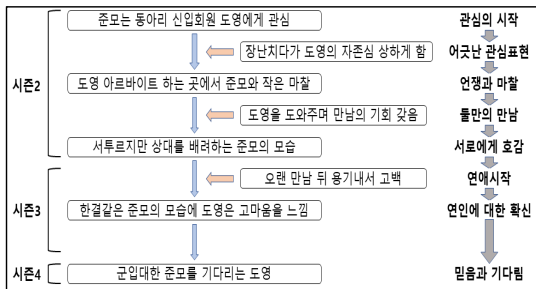 준모는 동아리 신입회원 도영에게 관심
관심의 시작
장난치다가 도영의 자존심 상하게 함
어긋난 관심표현
시즌2
도영 아르바이트 하는 곳에서 준모와 작은 마찰
언쟁과 마찰
도영을 도와주며 만남의 기회 갖음
둘만의 만남
서투르지만 상대를 배려하는 준모의 모습
서로에게 호감
오랜 만남 뒤 용기내서 고백
연애시작
시즌3
한결같은 준모의 모습에 도영은 고마움을 느낌
연인에 대한 확신
시즌4
군입대한 준모를 기다리는 도영
믿음과 기다림